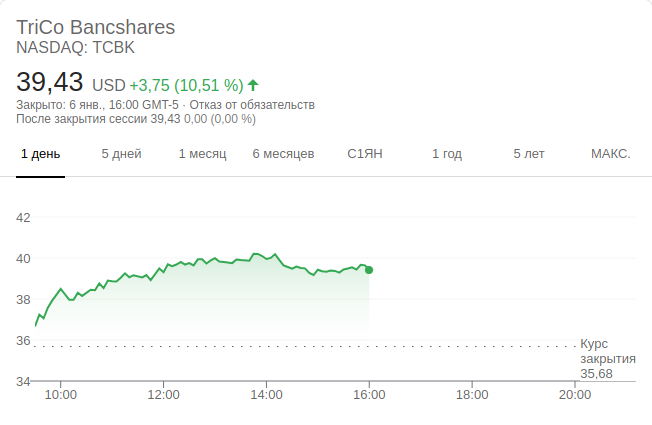 TriCo Bancshares
NASDAQ: TCBK
39,43 USD +3,75 (10,51 %)
Закрыто: 6 янв., 16:00 GMT-5 · Отказ от обязательств
После закрытия сессии 39,43 0,00 (0,00 %)
1 день 5 дней 1 месяц 6 месяцев С1ЯН 1 год 5 лет МАКС.
42
40
38
36
Курс
закрытия
35,68
34
10:00 12:00 14:00 16:00 18:00 20:00